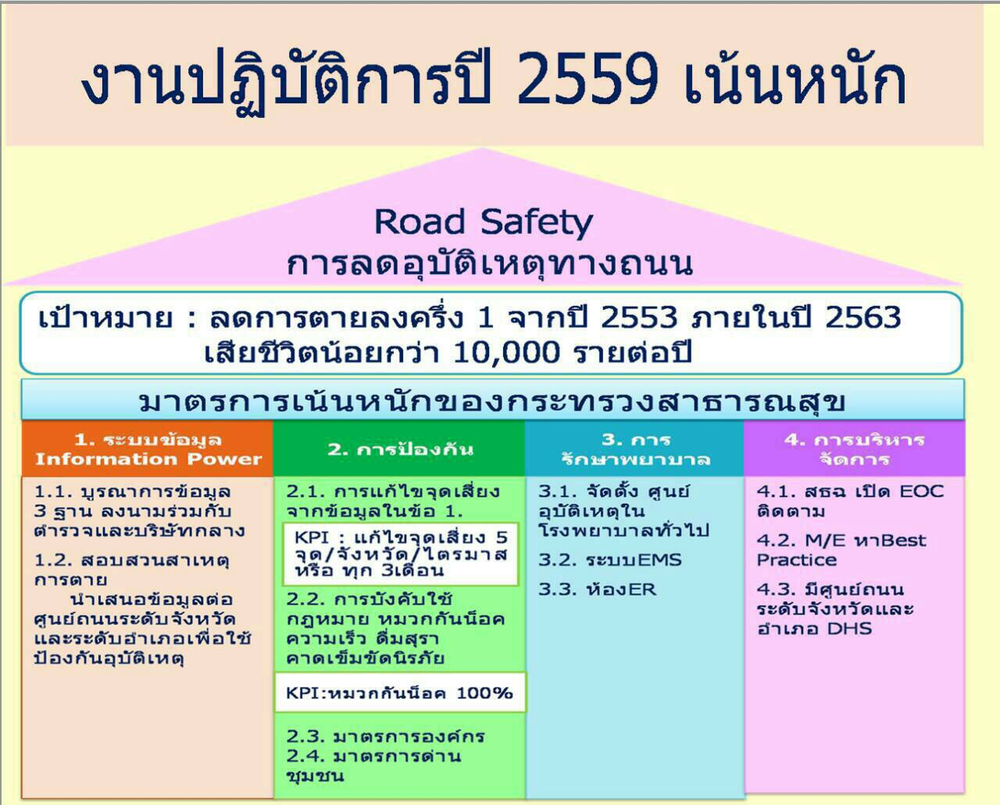 งานปฏิบัติการปี 2559 เน้นหนัก
Road Safety
การลดอุบัติเหตุทางถนน
เป้าหมาย : ลดการตายลงครึ่ง 1 จากปี 2553 ภายในปี 2563
เสียชีวิตน้อยกว่า 10,000 รายต่อปี
มาตรการเน้นหนักของกระทรวงสาธารณสุข
1. ระบบข้อมูล
Information Power
1.1. บูรณาการข้อมูล
3 ฐาน ลงนามร่วมกับ
ตำรวจและบริษัทกลาง
1.2. สอบสวนสาเหตุ
การตาย
นำเสนอข้อมูลต่อ
ศูนย์ถนนระดับจังหวัด
และระดับอำเภอเพื่อใช้
ป้องกันอุบัติเหตุ
2. การป้องกัน
2.1. การแก้ไขจุดเสี่ยง
จากข้อมูลในข้อ 1.
KPI : แก้ไขจุดเสี่ยง 5
จุด/จังหวัด/ไตรมาส
หรือ ทุก 3เดือน
2.2. การบังคับใช้
กฎหมาย หมวกกันน็อค
ความเร็ว ดื่มสุรา
คาดเข็มขัดนิรภัย
KPI:หมวกกันน็อค 100%
2.3. มาตรการองค์กร
2.4. มาตรการด่าน
ชุมชน
3. การ
รักษาพยาบาล
3.1. จัดตั้ง ศูนย์
อุบัติเหตุใน
โรงพยาบาลทั่วไป
3.2. ระบบEMS
3.3. ห้องER
4. การบริหาร
จัดการ
4.1. สธฉ เปิด EOC
ติดตาม
4.2. M/E หาBest
Practice
4.3. มีศูนย์ถนน
ระดับจังหวัดและ
อำเภอ DHS